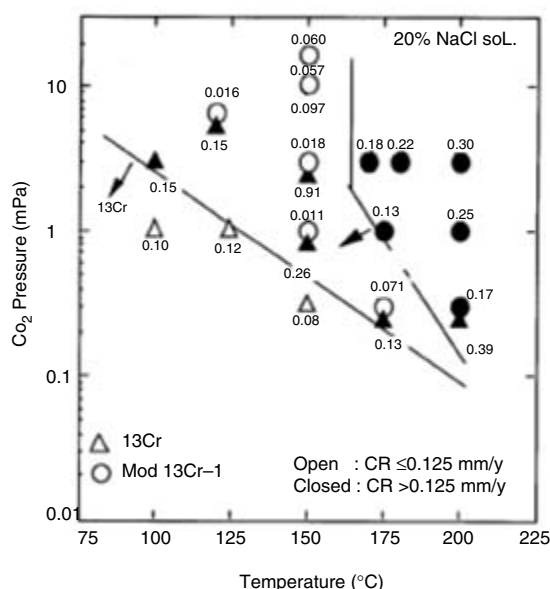 20% NaCl soL.
0.060
0.057
0.097
10
0.016
0.15
0.018
0.18 0.22 0.30
0.15
0.91
13Cr
0.011
0.13
0.25
1
0.10
0.12
0.26
0.071
0.17
0.08
0.13
0.39
0.1
Co2 Pressure (mPa)
13Cr
Mod 13Cr–1
Open : CR ≤0.125 mm/y
Closed : CR >0.125 mm/y
0.01
75 100 125 150 175 200 225
Temperature (°C)